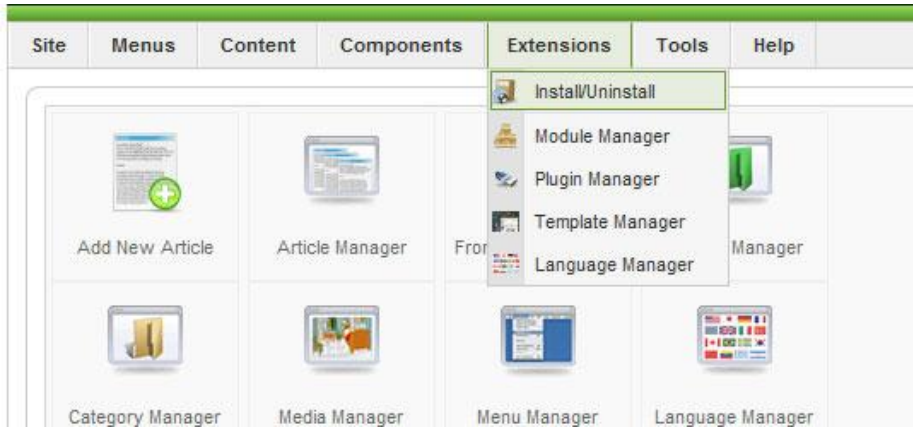 Site Menus Content Components Extensions Tools Help
Install/Uninstall
Module Manager
Plugin Manager
Template Manager
Language Manager
Add New Article Article Manager Fron Manager
Category Manager Media Manager Menu Manager Language Manager